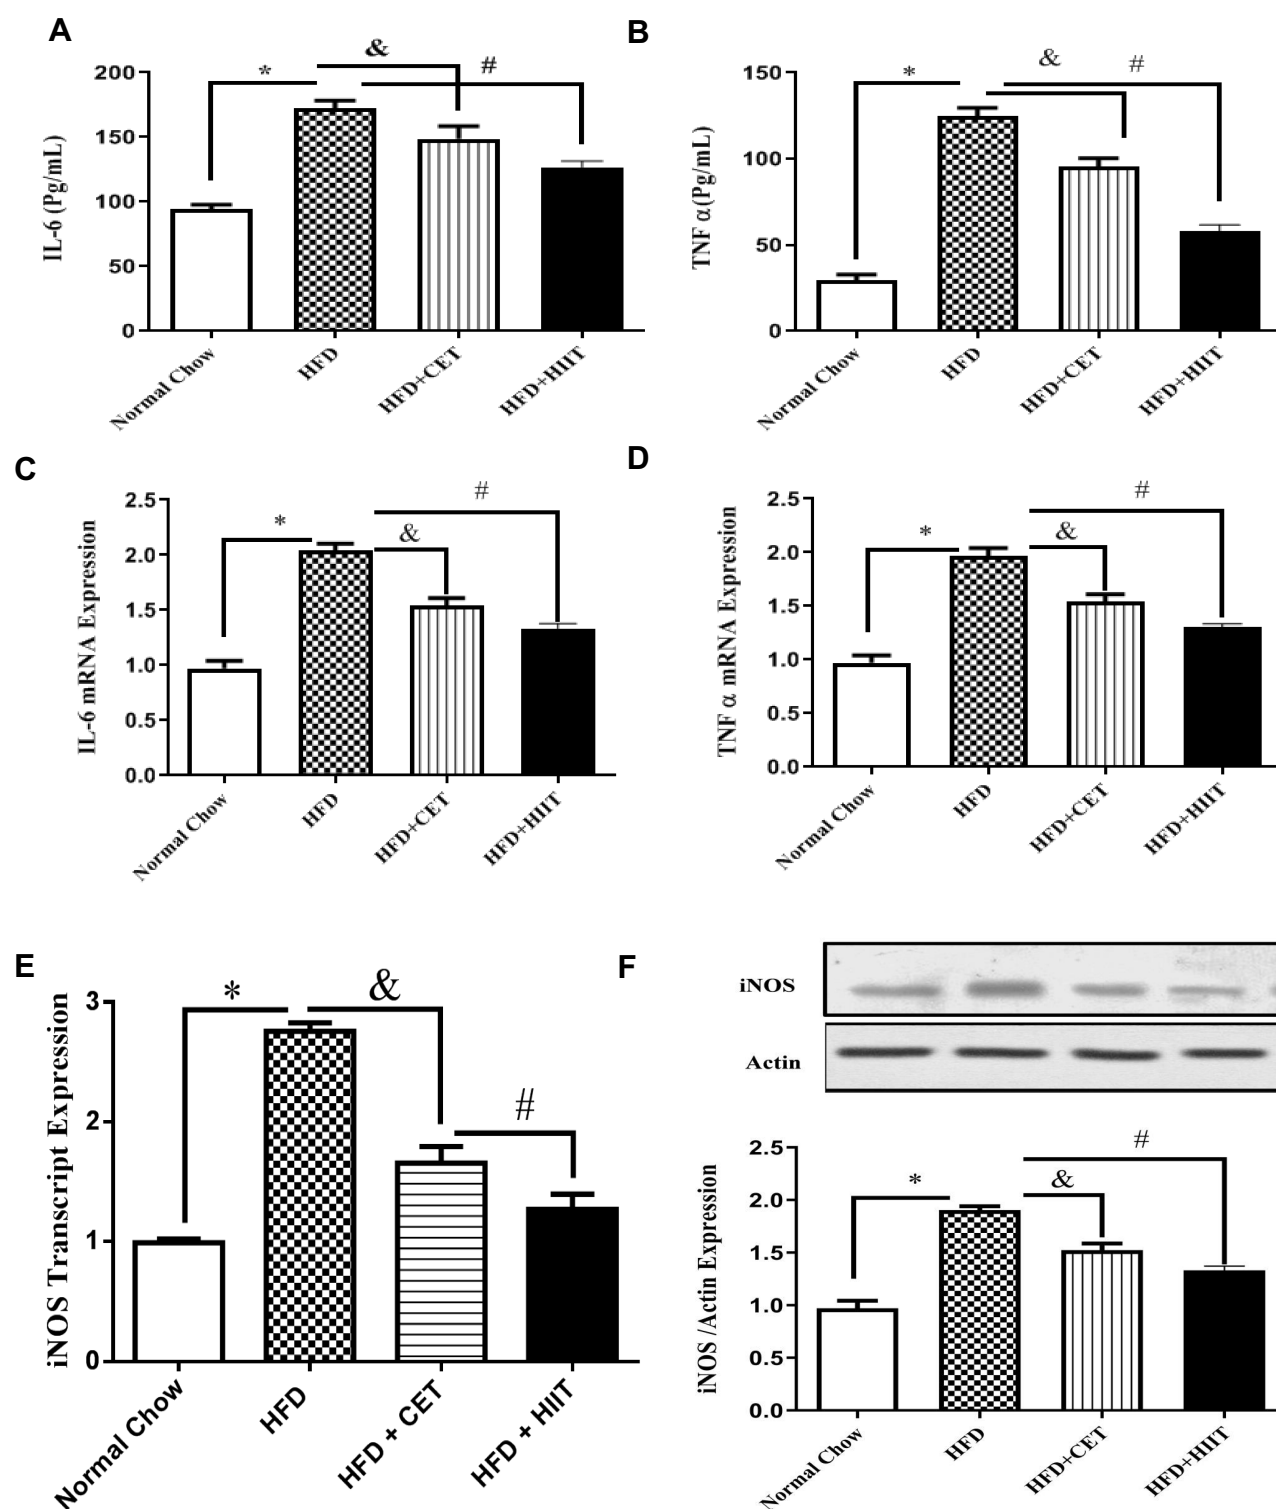 A
IL-6 (Pg/mL)
200
150
100
50
0
*
&
#
Normal Chow
HFD
HFD+CET
HFD+HIIT
B
TNF α(Pg/mL)
150
100
50
0
*
&
#
Normal Chow
HFD
HFD+CET
HFD+HIIT
C
IL-6 mRNA Expression
2.5
2.0
1.5
1.0
0.5
0.0
*
&
#
Normal Chow
HFD
HFD+CET
HFD+HIIT
D
TNF α mRNA Expression
2.5
2.0
1.5
1.0
0.5
0.0
*
&
#
Normal Chow
HFD
HFD+CET
HFD+HIIT
E
iNOS Transcript Expression
3
2
1
0
*
&
#
Normal Chow
HFD
HFD + CET
HFD + HIIT
F
iNOS
Actin
iNOS /Actin Expression
2.5
2.0
1.5
1.0
0.5
0.0
*
&
#
Normal Chow
HFD
HFD+CET
HFD+HIIT